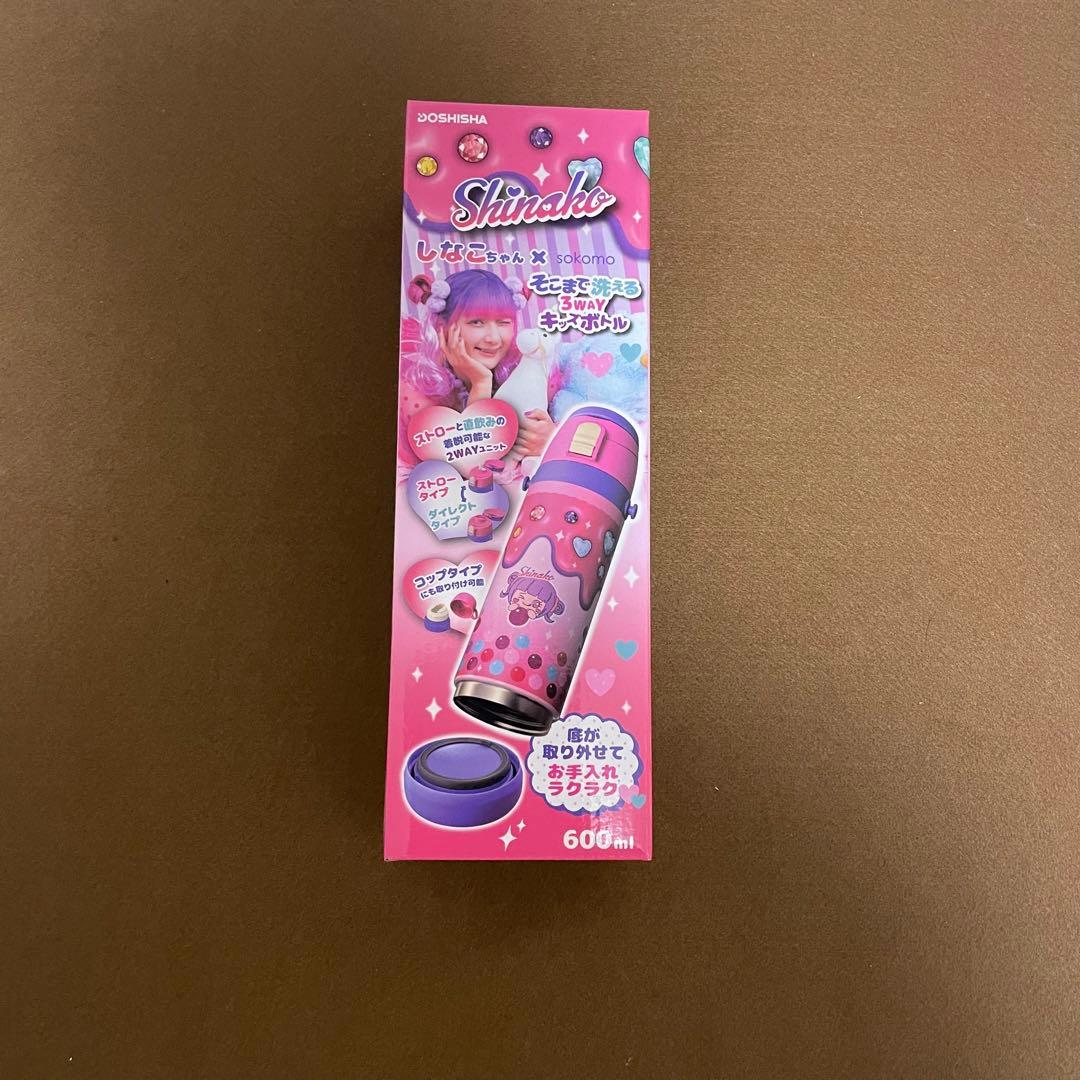 DOSHISHA
Shinako
しなこちゃん × sokomo
そこまで洗える
3WAY
キッズボトル
ストローと直飲みの
着脱可能な
2WAYユニット
ストロー
タイプ
ダイレクト
タイプ
コップタイプ
にも取り付け可能
Shinako
底が
取り外せて
お手入れ
ラクラク
600ml